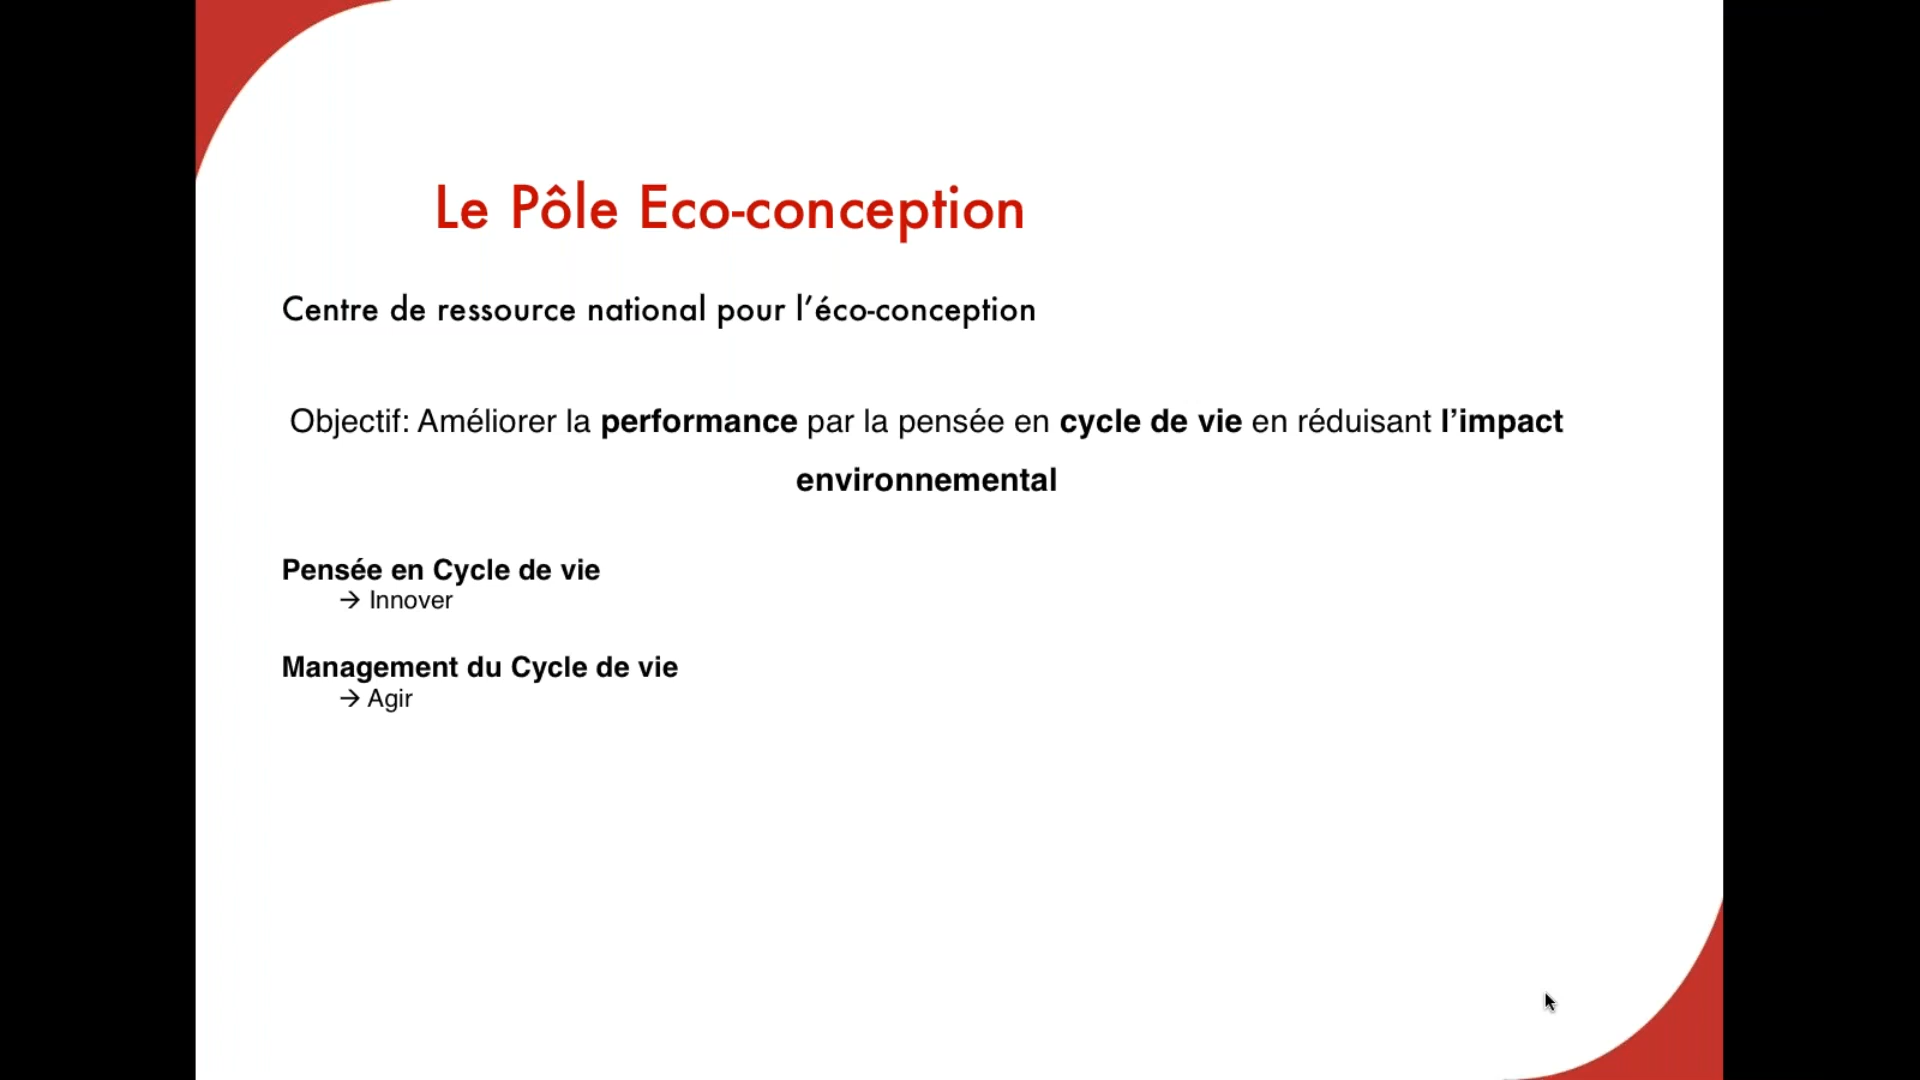 Le Pôle Eco-conception
Centre de ressource national pour l’éco-conception
Objectif: Améliorer la performance par la pensée en cycle de vie en réduisant l’impact
environnemental
Pensée en Cycle de vie
→ Innover
Management du Cycle de vie
→ Agir